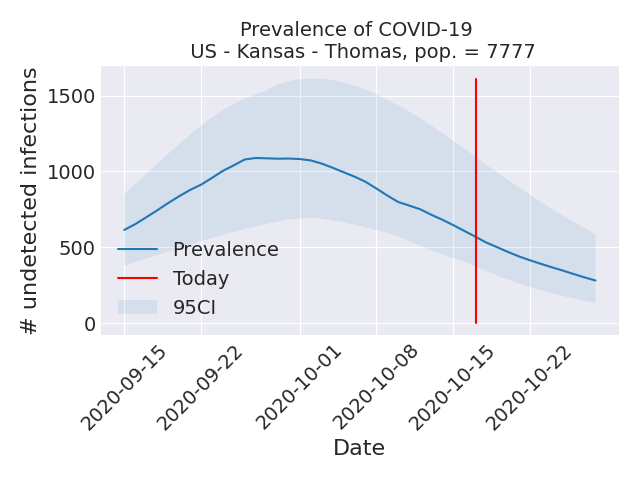 Prevalence of COVID-19
US - Kansas - Thomas, pop. = 7777
# undetected infections
1500
1000
500
0
Prevalence
Today
95CI
2020-09-15
2020-09-22
2020-10-01
2020-10-08
2020-10-15
2020-10-22
Date